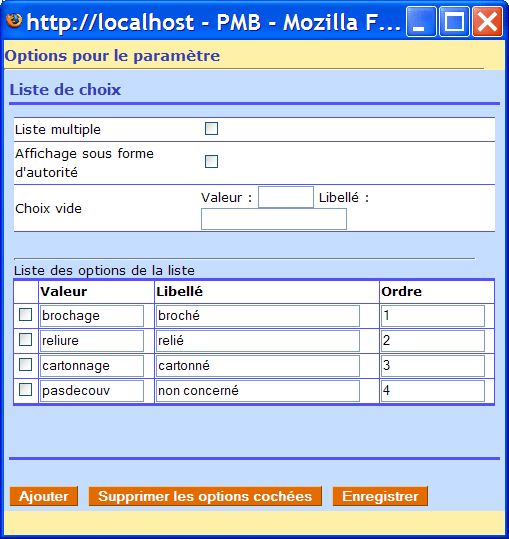 http://localhost - PMB - Mozilla F...
Options pour le paramètre
Liste de choix
Liste multiple
Affichage sous forme
d'autorité
Choix vide
Valeur : Libellé :
Liste des options de la liste
Valeur Libellé Ordre
brochage broché 1
reliure relié 2
cartonnage cartonné 3
pasdecouv non concerné 4
Ajouter Supprimer les options cochées Enregistrer